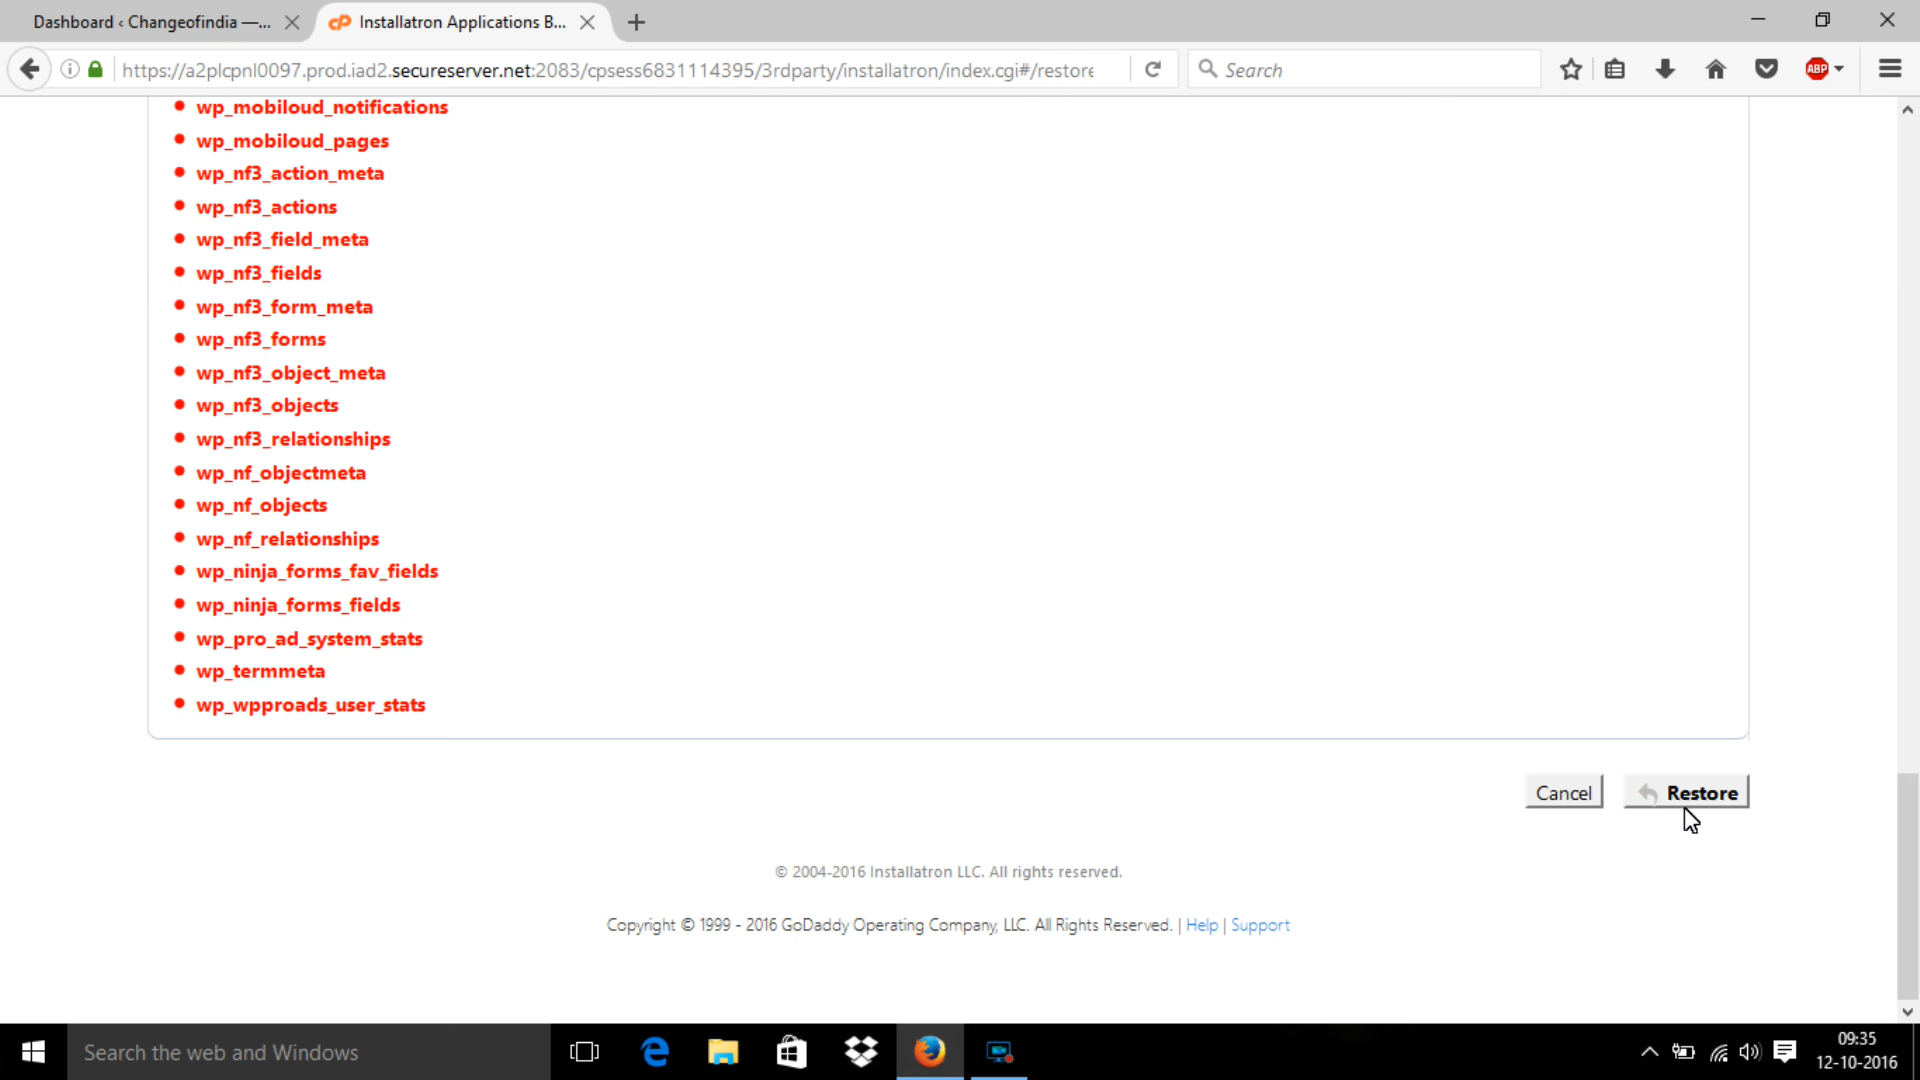 Dashboard ‹ Changeofindia —...
cP Installatron Applications B...
https://a2plcpnl0097.prod.iad2.secureserver.net:2083/cpsess6831114395/3rdparty/installatron/index.cgi#/restore
Search
ABP
wp_mobiloud_notifications
wp_mobiloud_pages
wp_nf3_action_meta
wp_nf3_actions
wp_nf3_field_meta
wp_nf3_fields
wp_nf3_form_meta
wp_nf3_forms
wp_nf3_object_meta
wp_nf3_objects
wp_nf3_relationships
wp_nf_objectmeta
wp_nf_objects
wp_nf_relationships
wp_ninja_forms_fav_fields
wp_ninja_forms_fields
wp_pro_ad_system_stats
wp_termmeta
wp_wpproads_user_stats
Cancel Restore
© 2004-2016 Installatron LLC. All rights reserved.
Copyright © 1999 - 2016 GoDaddy Operating Company, LLC. All Rights Reserved. | Help | Support
Search the web and Windows
09:35
12-10-2016